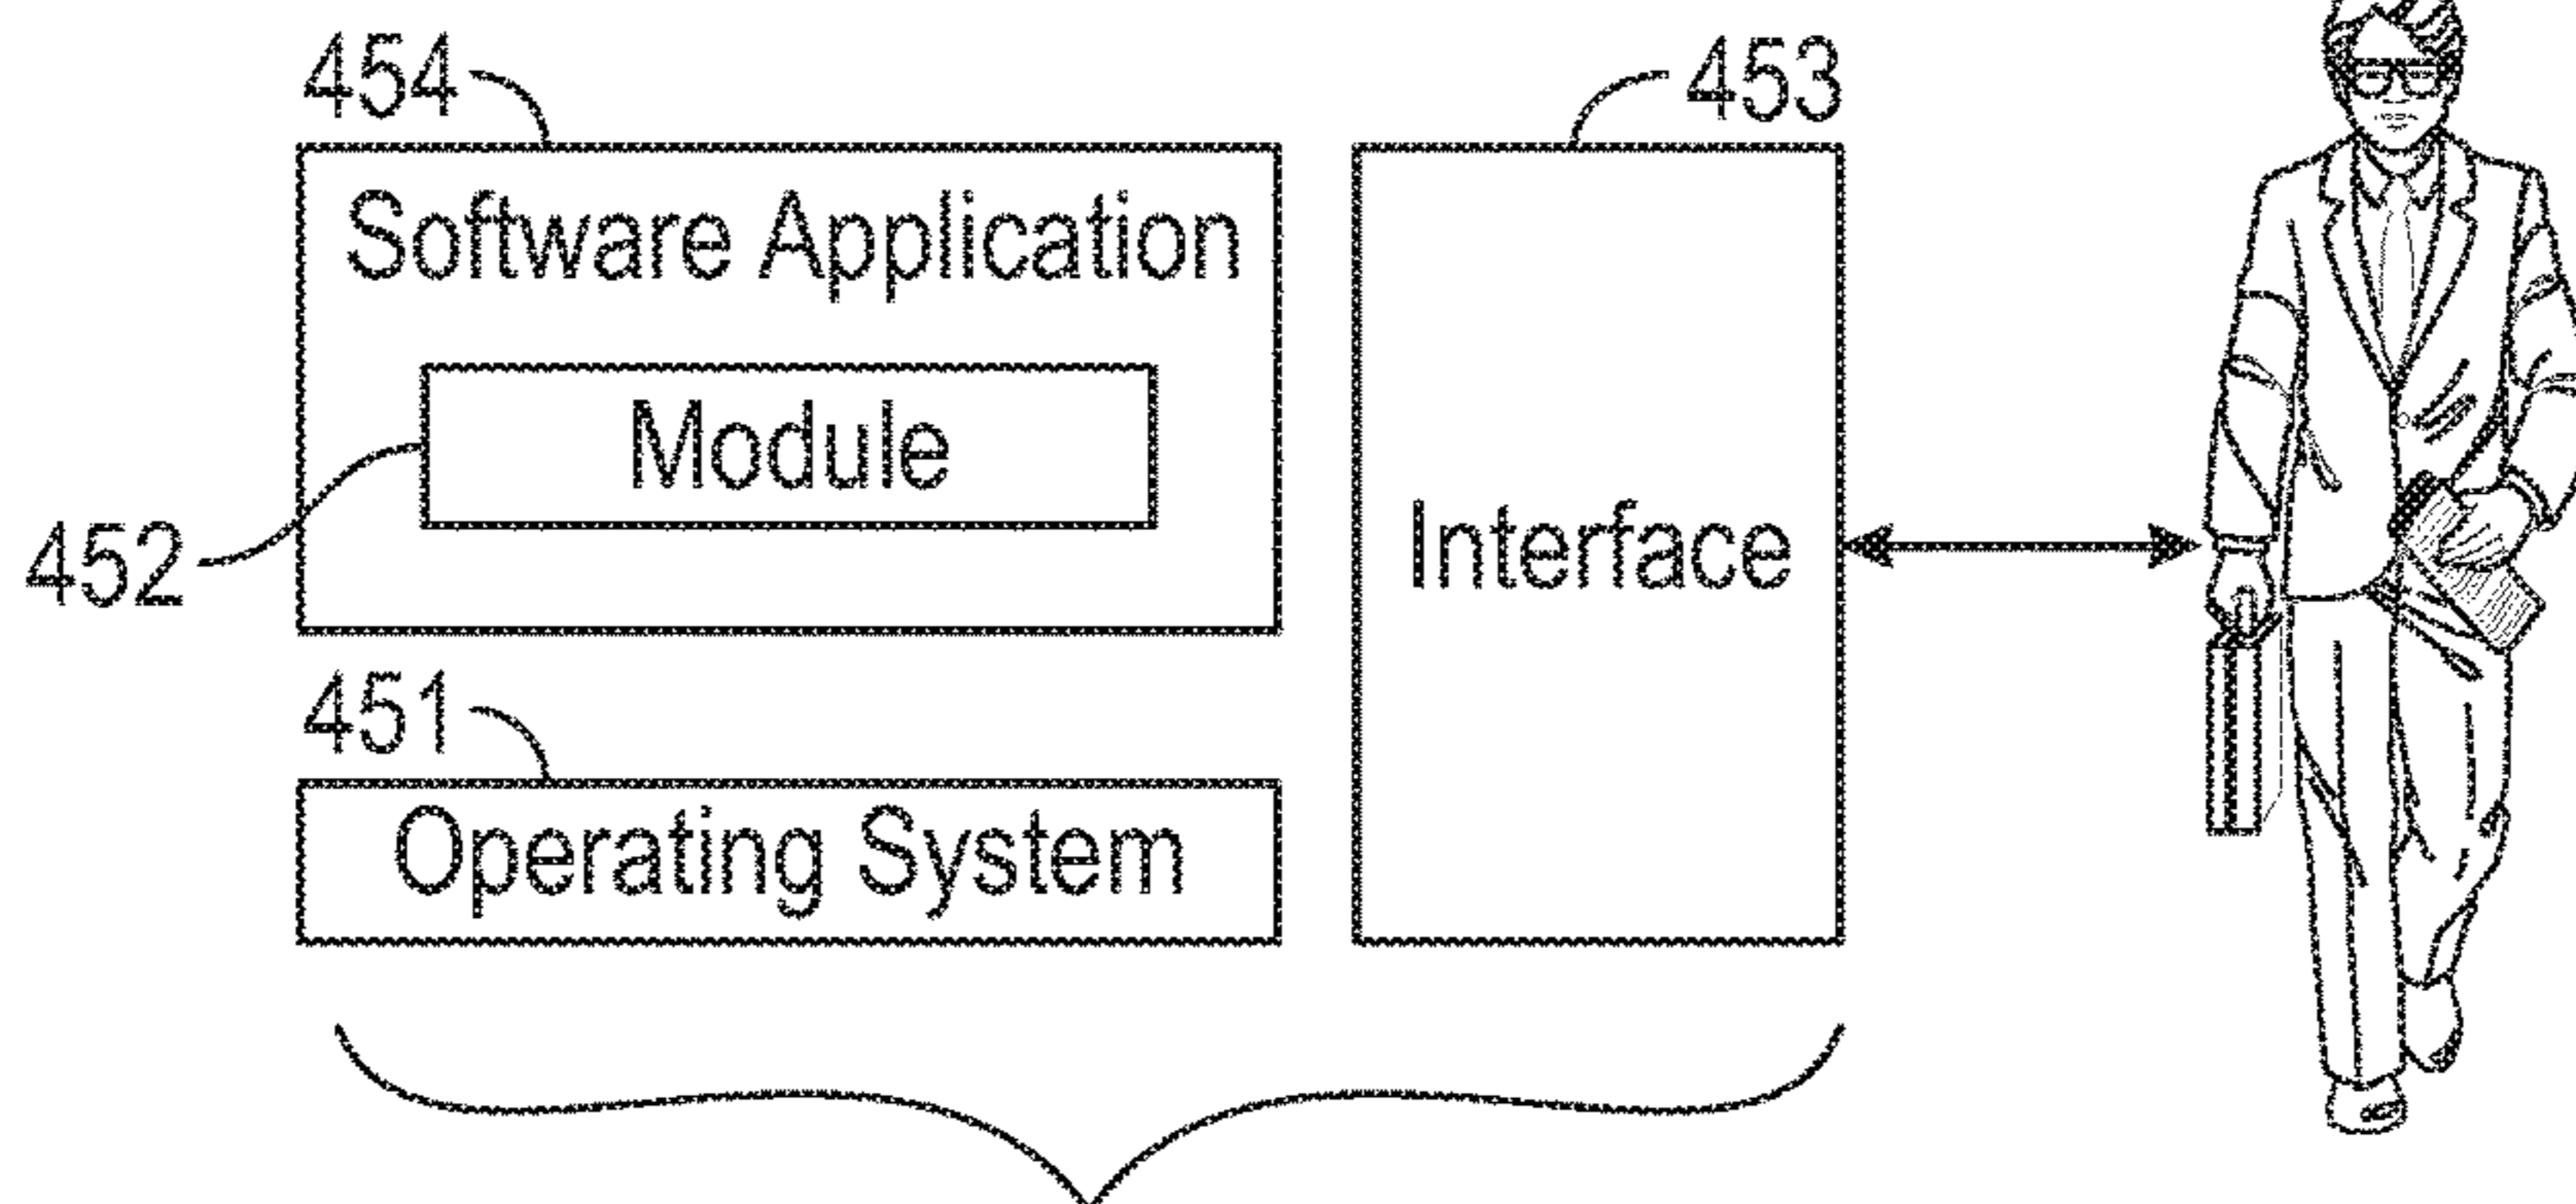 454
453
Software Application
Module
452
Interface
451
Operating System